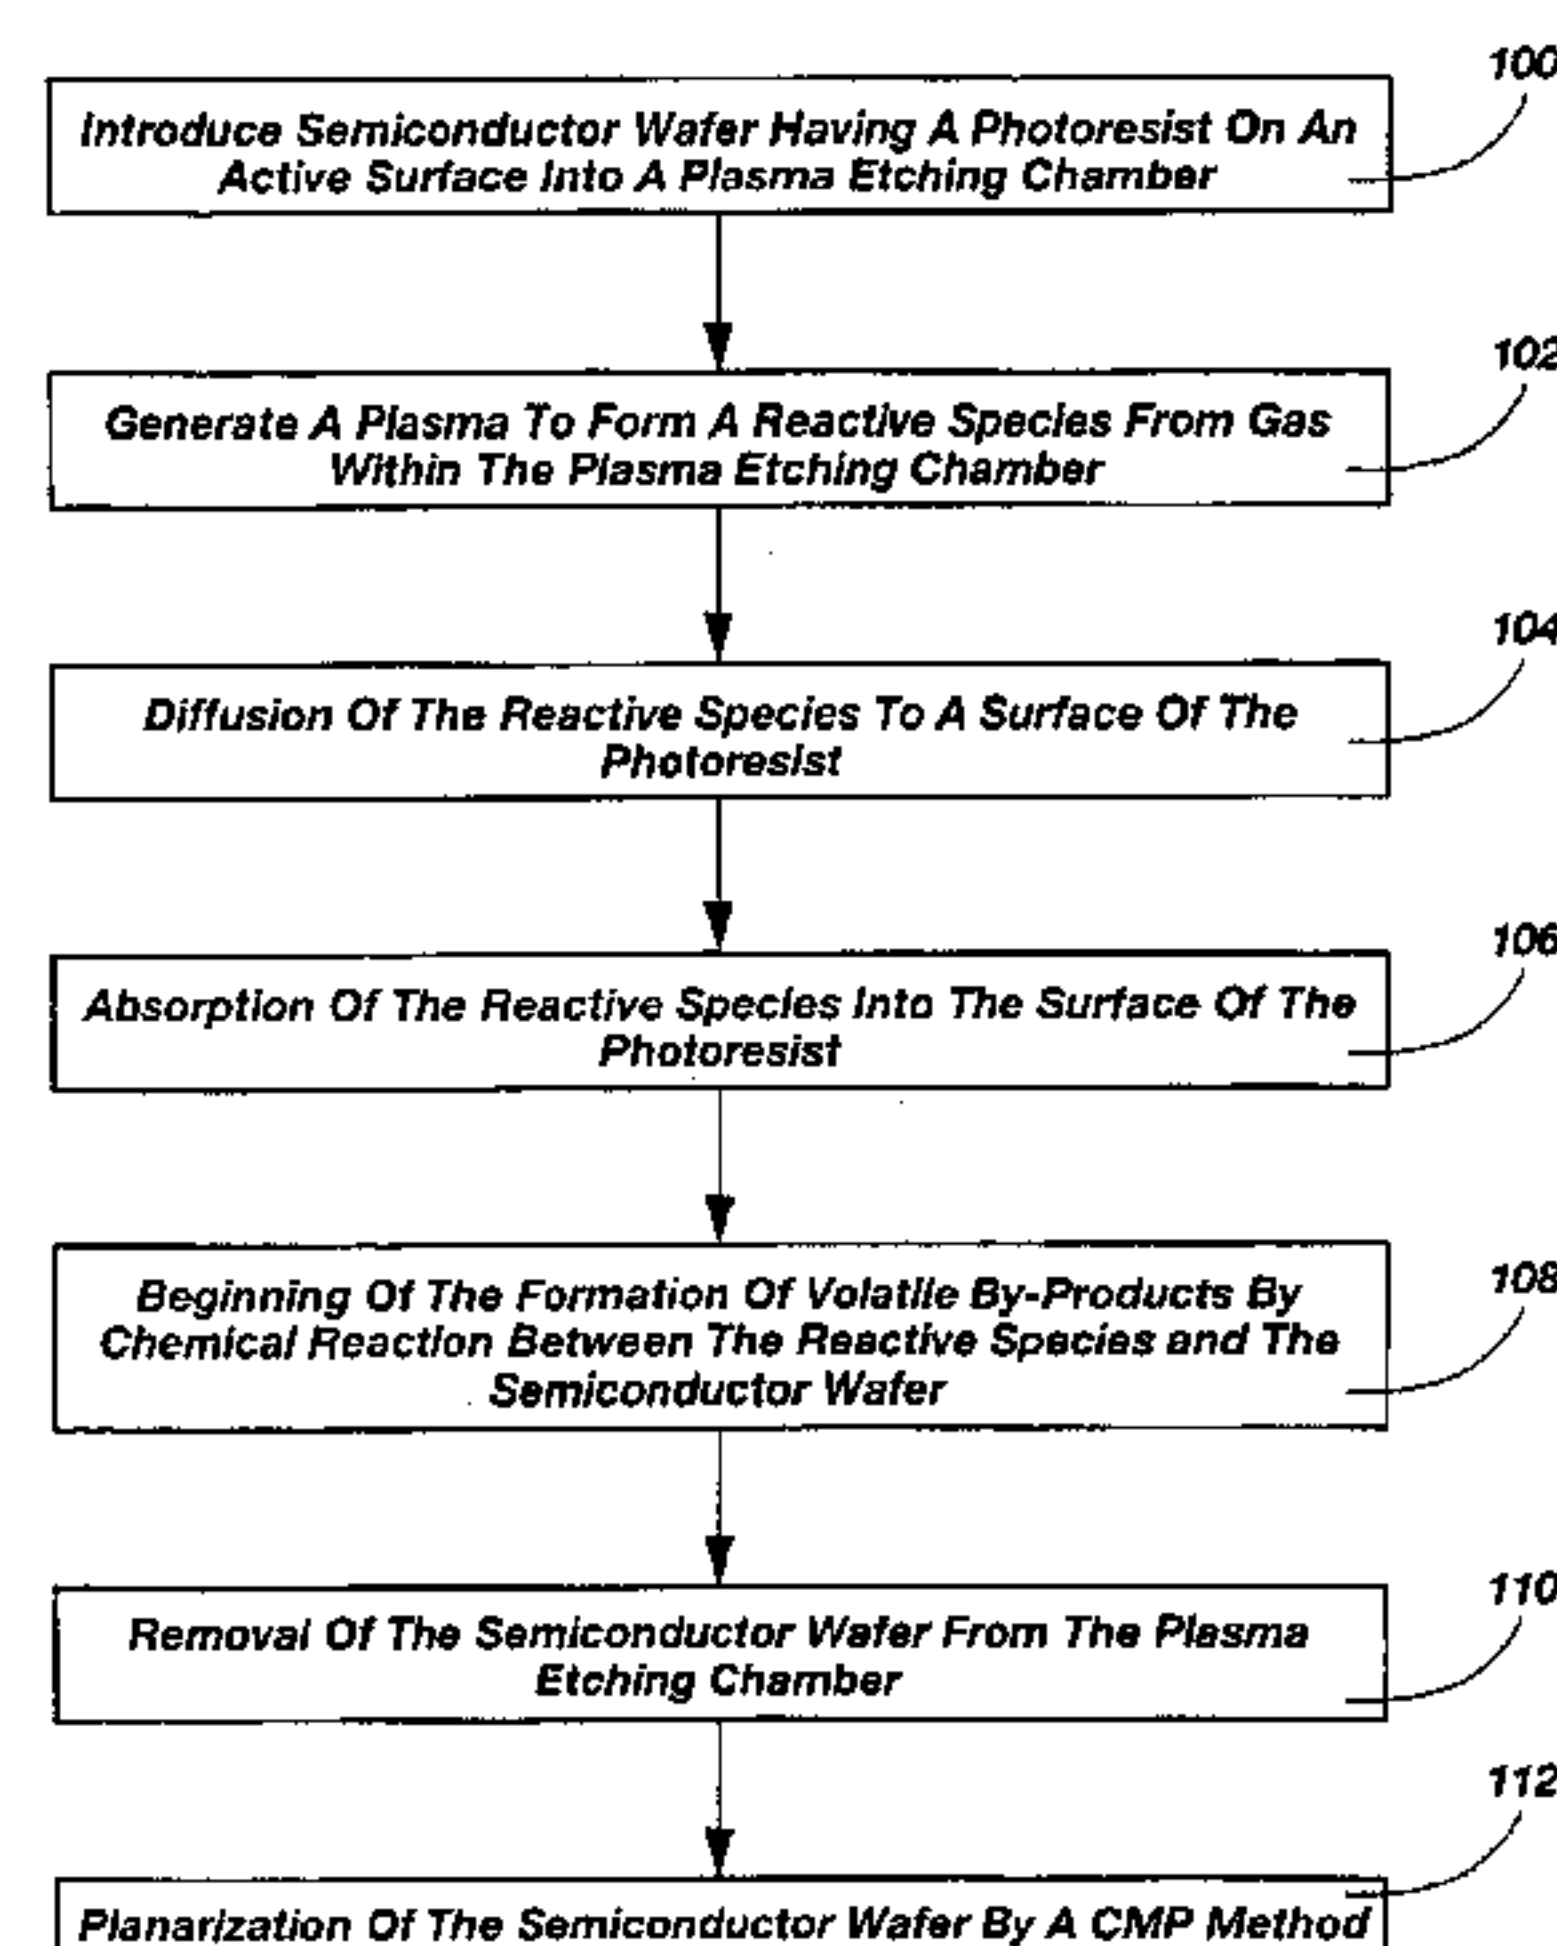 100
Introduce Semiconductor Wafer Having A Photoresist On An
Active Surface Into A Plasma Etching Chamber
102
Generate A Plasma To Form A Reactive Species From Gas
Within The Plasma Etching Chamber
104
Diffusion Of The Reactive Species To A Surface Of The
Photoresist
106
Absorption Of The Reactive Species Into The Surface Of The
Photoresist
108
Beginning Of The Formation Of Volatile By-Products By
Chemical Reaction Between The Reactive Species and The
Semiconductor Wafer
110
Removal Of The Semiconductor Wafer From The Plasma
Etching Chamber
112
Planarization Of The Semiconductor Wafer By A CMP Method